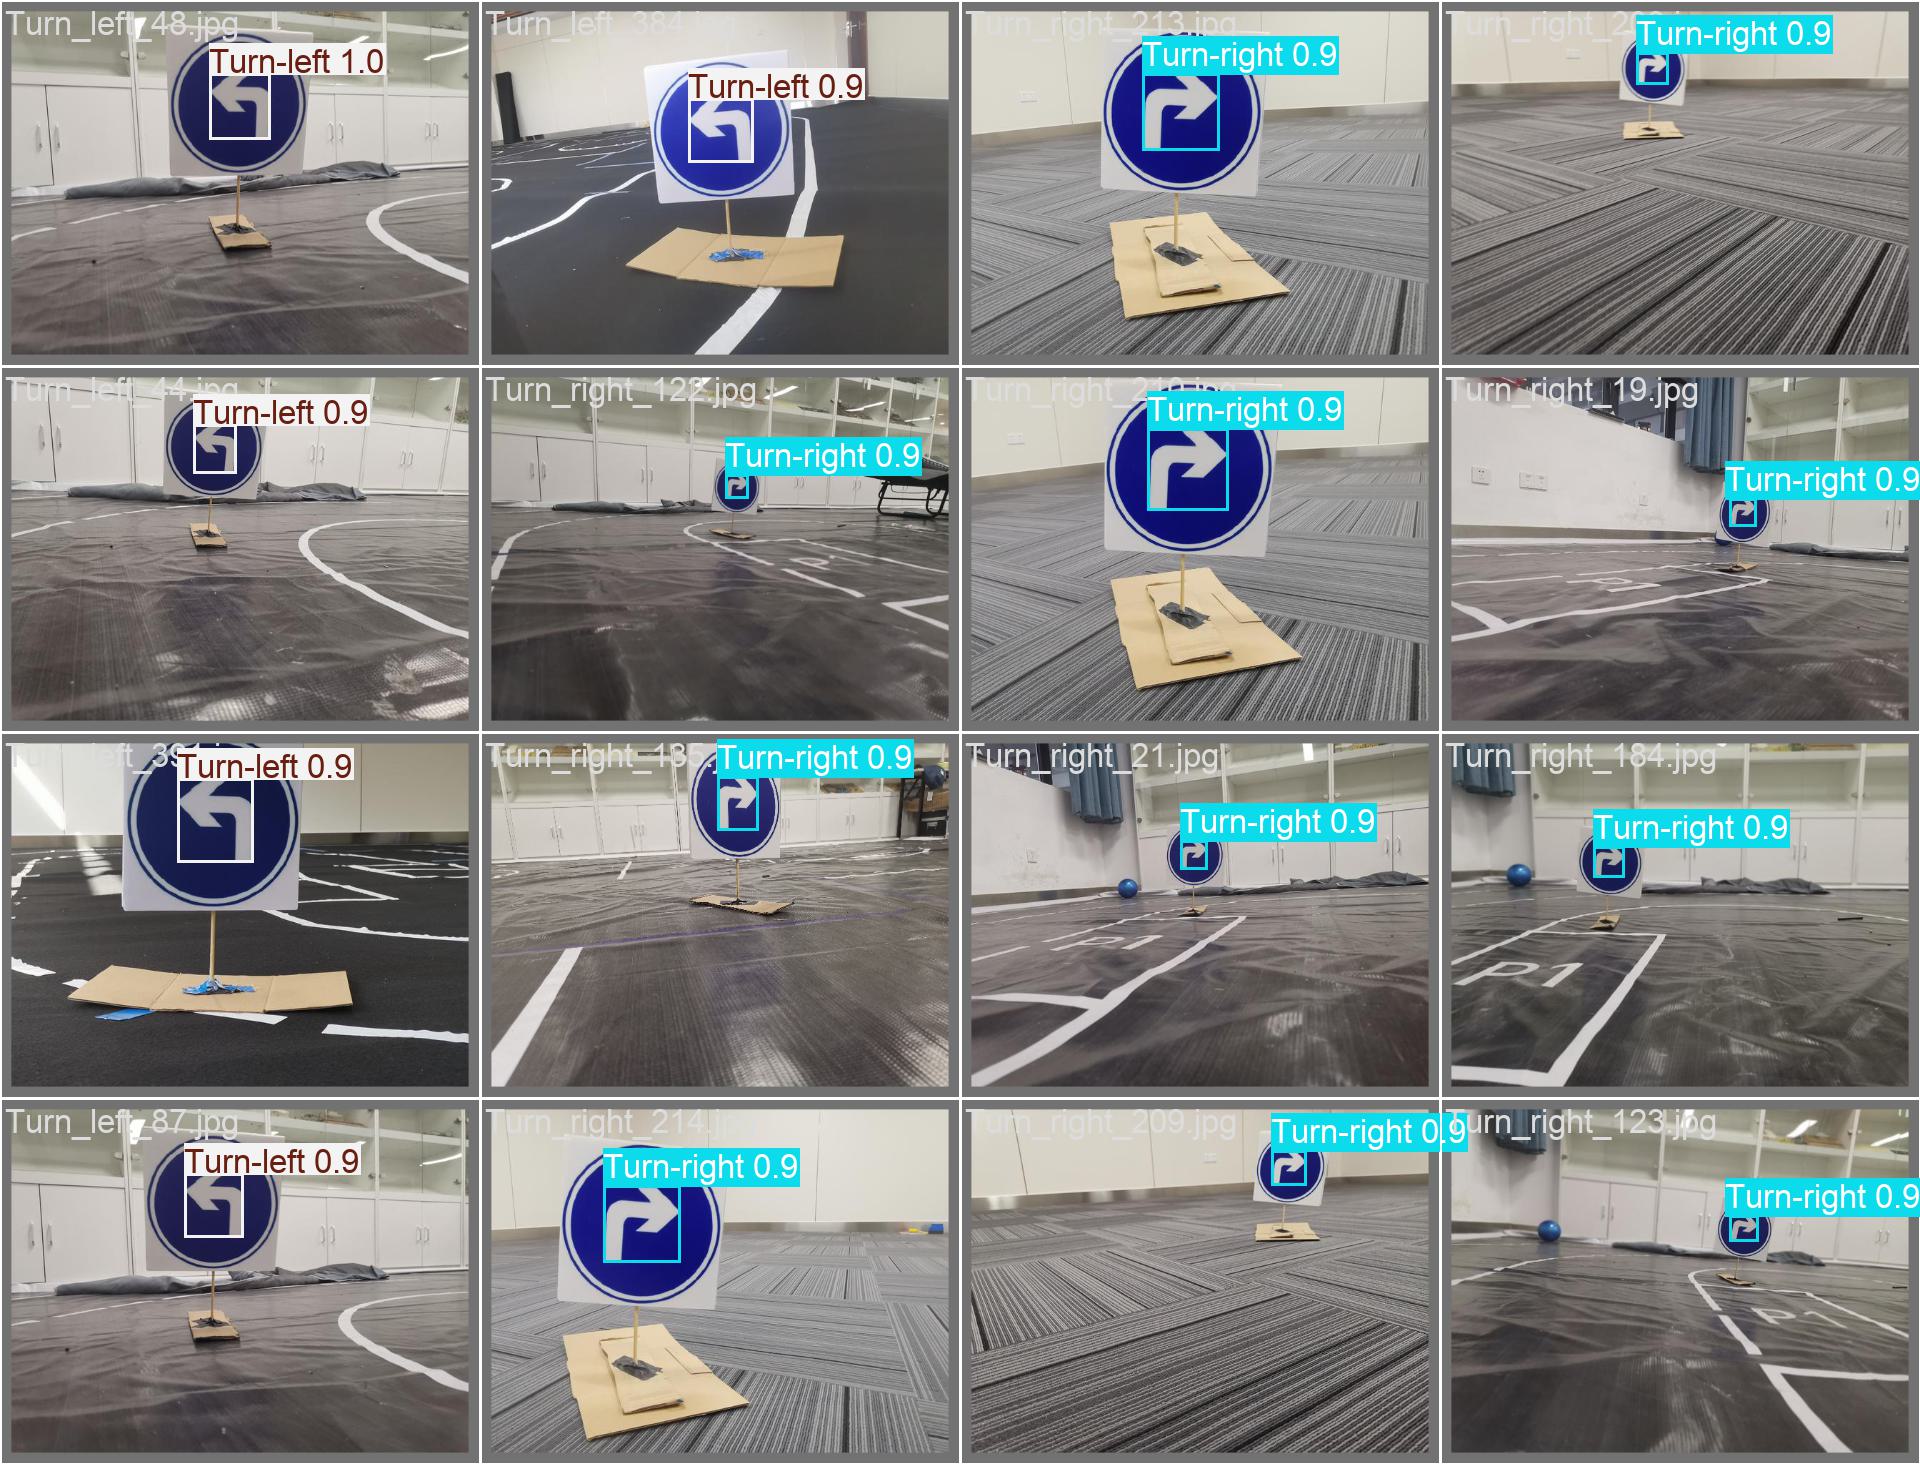 Turn_left_48.jpg
Turn-left 1.0
Turn_left_384
Turn-left 0.9
Turn_right_213.jpg
Turn-right 0.9
Turn-right 0.9
Turn_left_44.jpg
Turn-left 0.9
Turn_right_122.jpg
Turn-right 0.9
Turn-right 0.9
Turn_right_19.jpg
Turn-right 0.9
Turn-left 0.9
Turn-right 0.9
Turn_right_21.jpg
Turn-right 0.9
P1
Turn_right_184.jpg
Turn-right 0.9
P1
Turn_left_87.jpg
Turn-left 0.9
Turn_right_214.j
Turn-right 0.9
Turn_right_209.jpg
Turn-right 0.9
Turn_right_123.jpg
Turn-right 0.9
P1